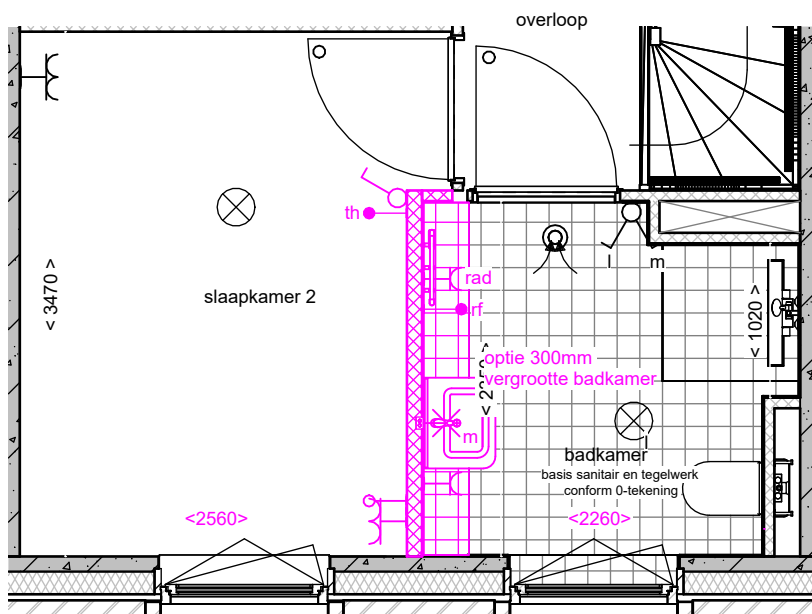 overloop
th
l
m
< 3470 >
slaapkamer 2
rad
rf
< 1020 >
optie 300mm
vergrootte badkamer
m
l
badkamer
basis sanitair en tegelwerk
conform 0-tekening
<2560>
<2260>